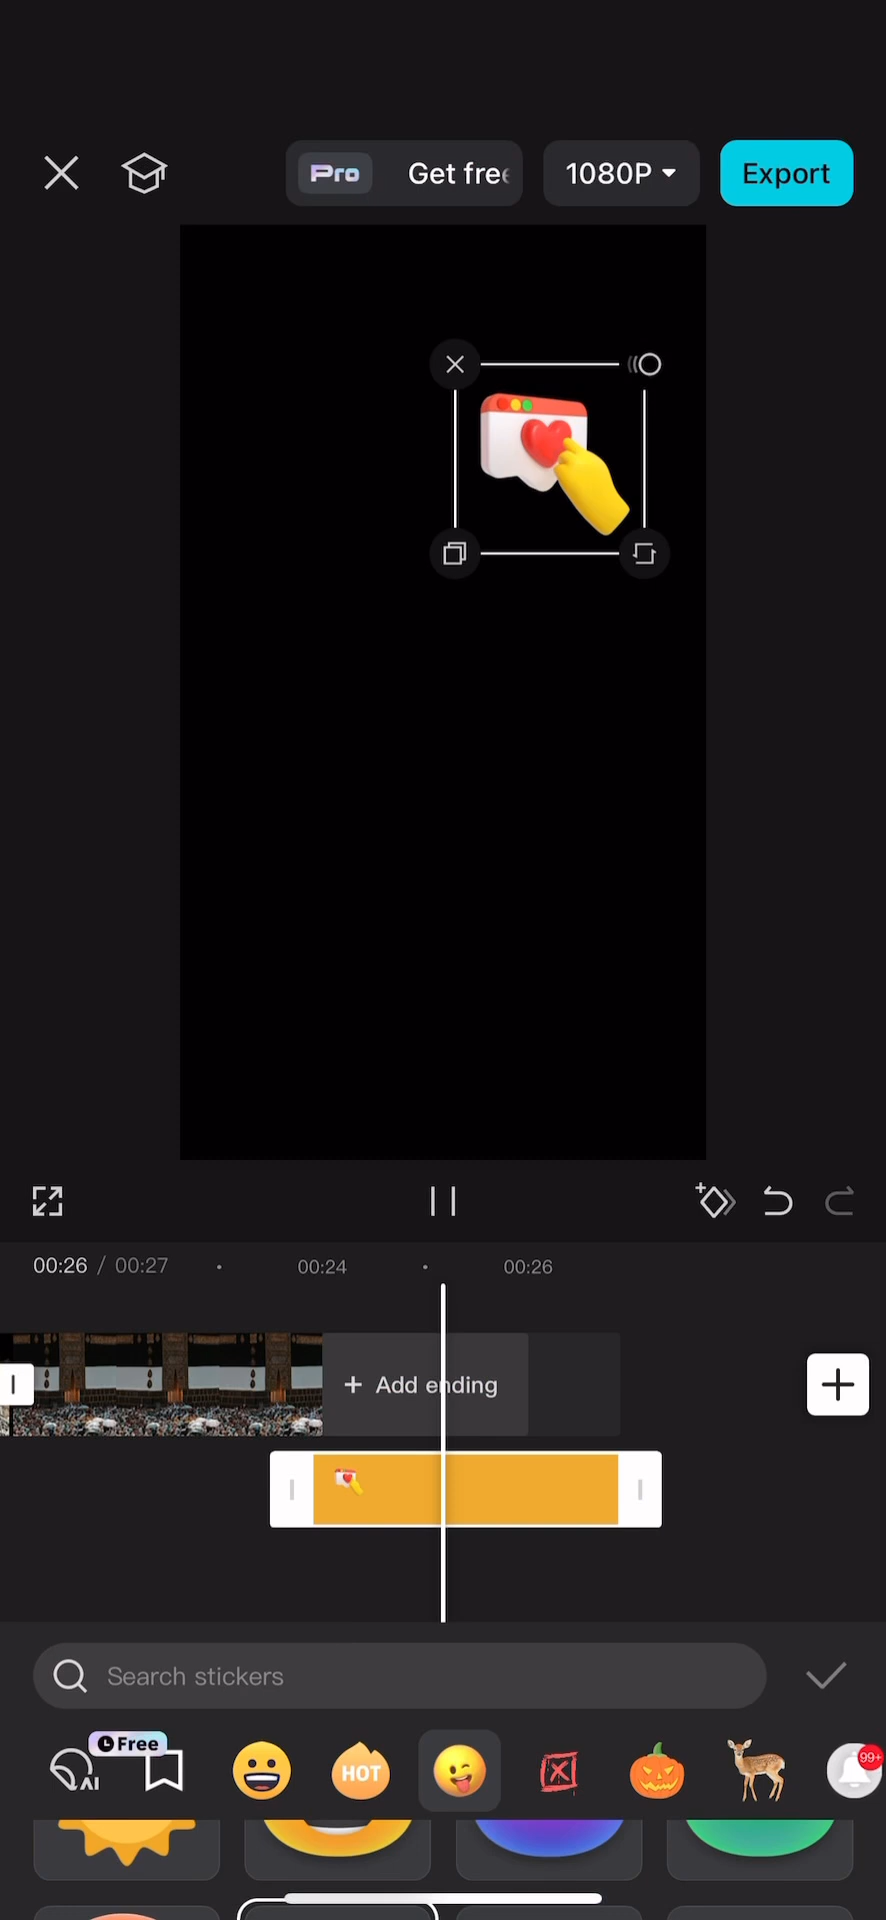 Pro Get free 1080P Export
00:26 / 00:27 00:24 00:26
+ Add ending
Search stickers
Free
AI HOT 99+